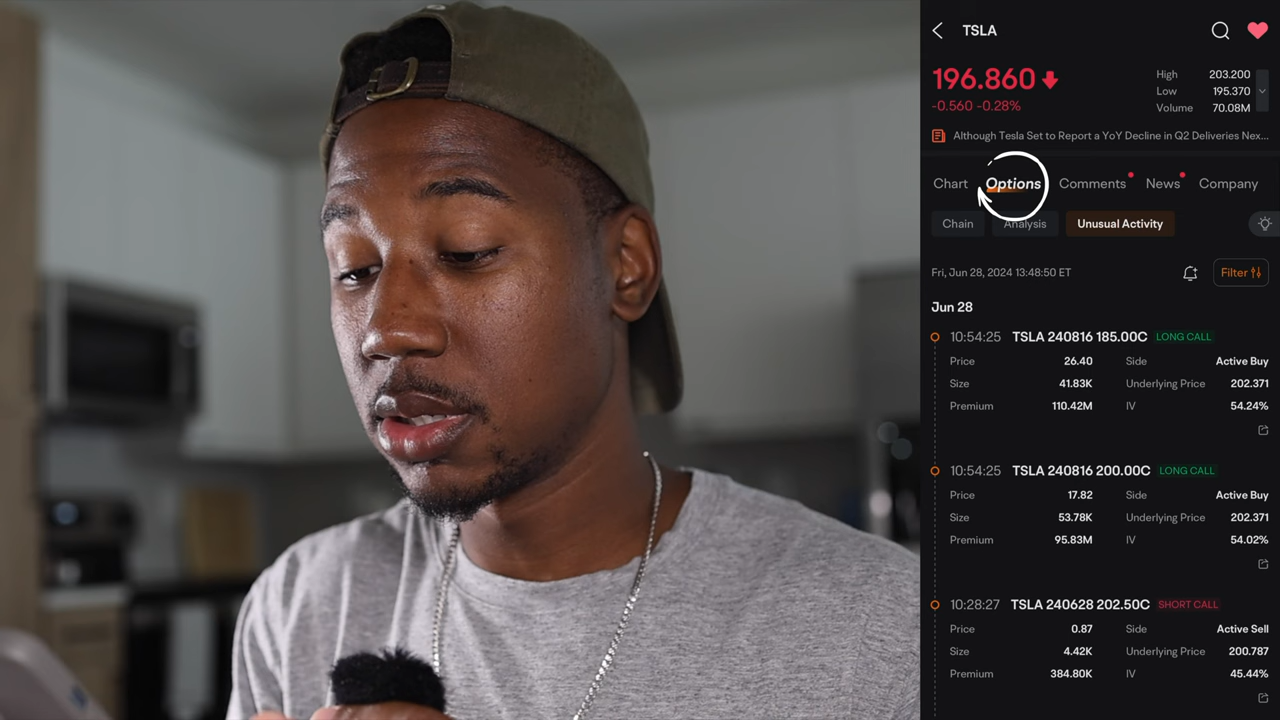 TSLA
196.860
-0.560 -0.28%
High 203.200
Low 195.370
Volume 70.08M
Although Tesla Set to Report a YoY Decline in Q2 Deliveries Nex...
Chart Options Comments News Company
Chain Analysis Unusual Activity
Fri, Jun 28, 2024 13:48:50 ET Filter
Jun 28
10:54:25 TSLA 240816 185.00C LONG CALL
Price 26.40 Side Active Buy
Size 41.83K Underlying Price 202.371
Premium 110.42M IV 54.24%
10:54:25 TSLA 240816 200.00C LONG CALL
Price 17.82 Side Active Buy
Size 53.78K Underlying Price 202.371
Premium 95.83M IV 54.02%
10:28:27 TSLA 240628 202.50C SHORT CALL
Price 0.87 Side Active Sell
Size 4.42K Underlying Price 200.787
Premium 384.80K IV 45.44%